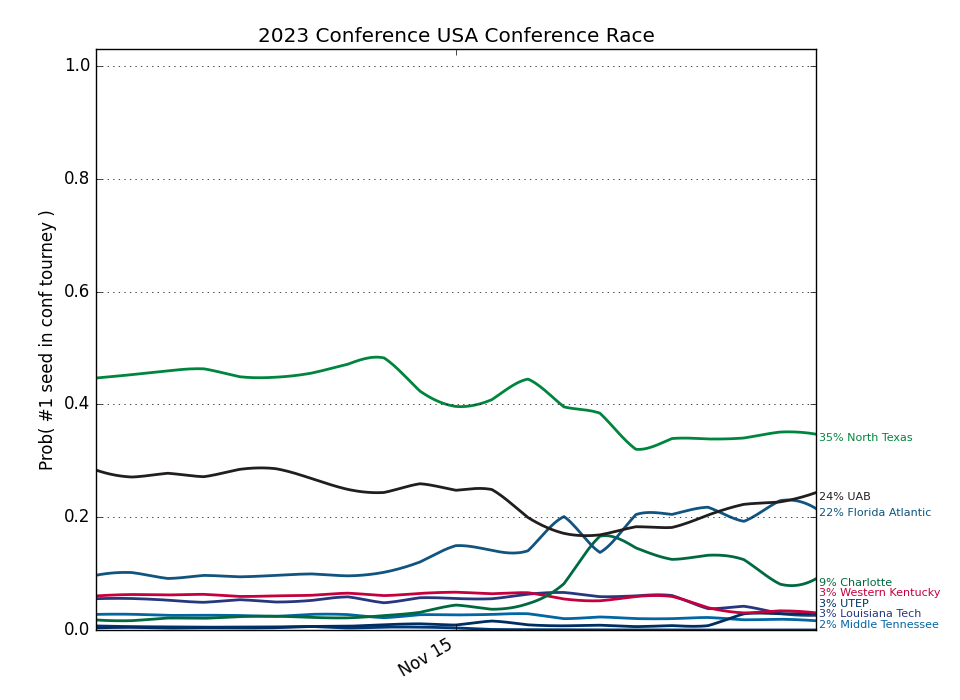 2023 Conference USA Conference Race
Prob( #1 seed in conf tourney )
1.0
0.8
0.6
0.4
0.2
0.0
Nov 15
35% North Texas
24% UAB
22% Florida Atlantic
9% Charlotte
3% Western Kentucky
3% UTEP
3% Louisiana Tech
2% Middle Tennessee